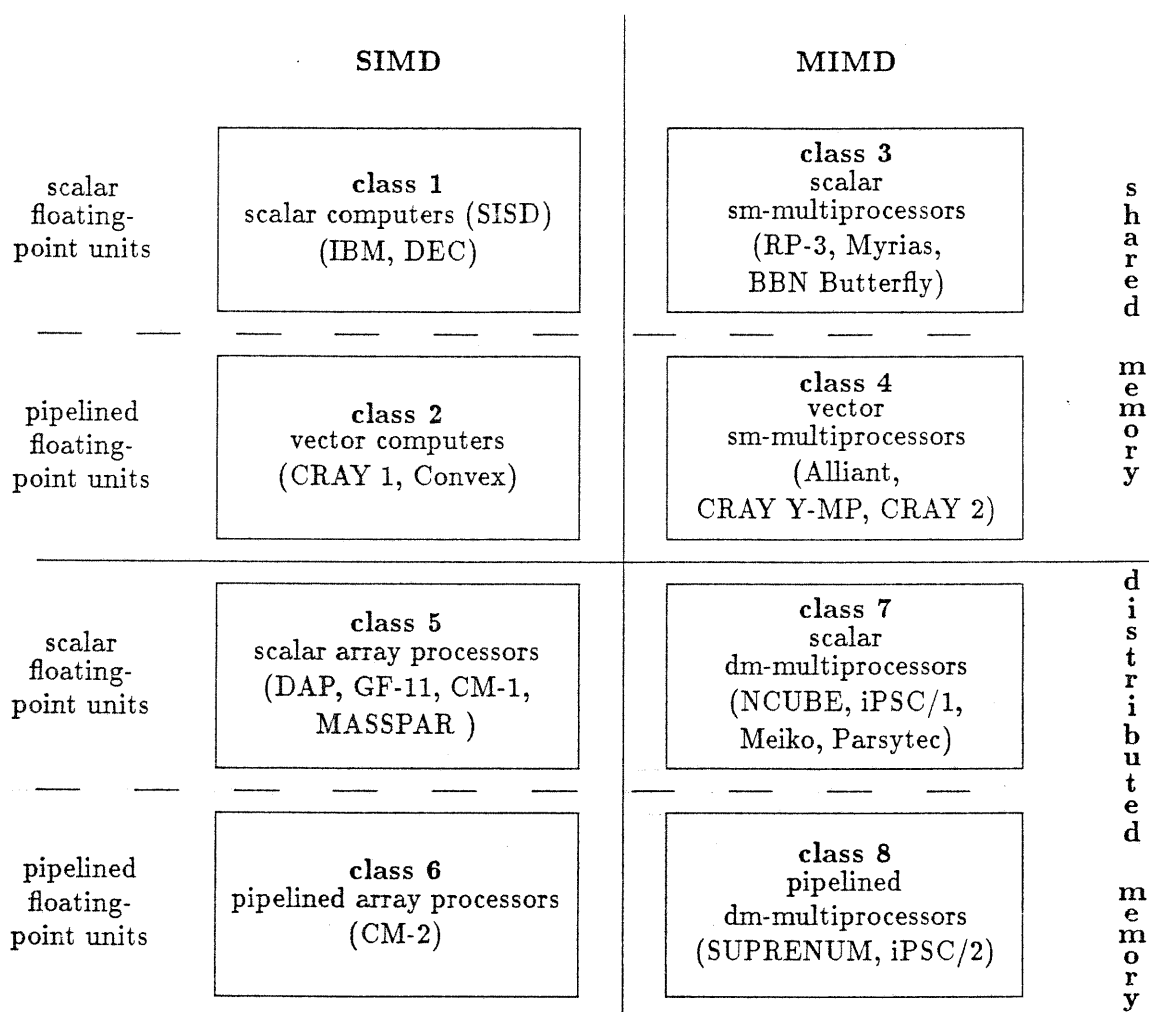 SIMD
MIMD
scalar
floating-
point units
class 1
scalar computers (SISD)
(IBM, DEC)
class 3
scalar
sm-multiprocessors
(RP-3, Myrias,
BBN Butterfly)
shared
pipelined
floating-
point units
class 2
vector computers
(CRAY 1, Convex)
class 4
vector
sm-multiprocessors
(Alliant,
CRAY Y-MP, CRAY 2)
memory
scalar
floating-
point units
class 5
scalar array processors
(DAP, GF-11, CM-1,
MASSPAR )
class 7
scalar
dm-multiprocessors
(NCUBE, iPSC/1,
Meiko, Parsytec)
distributed
pipelined
floating-
point units
class 6
pipelined array processors
(CM-2)
class 8
pipelined
dm-multiprocessors
(SUPRENUM, iPSC/2)
memory